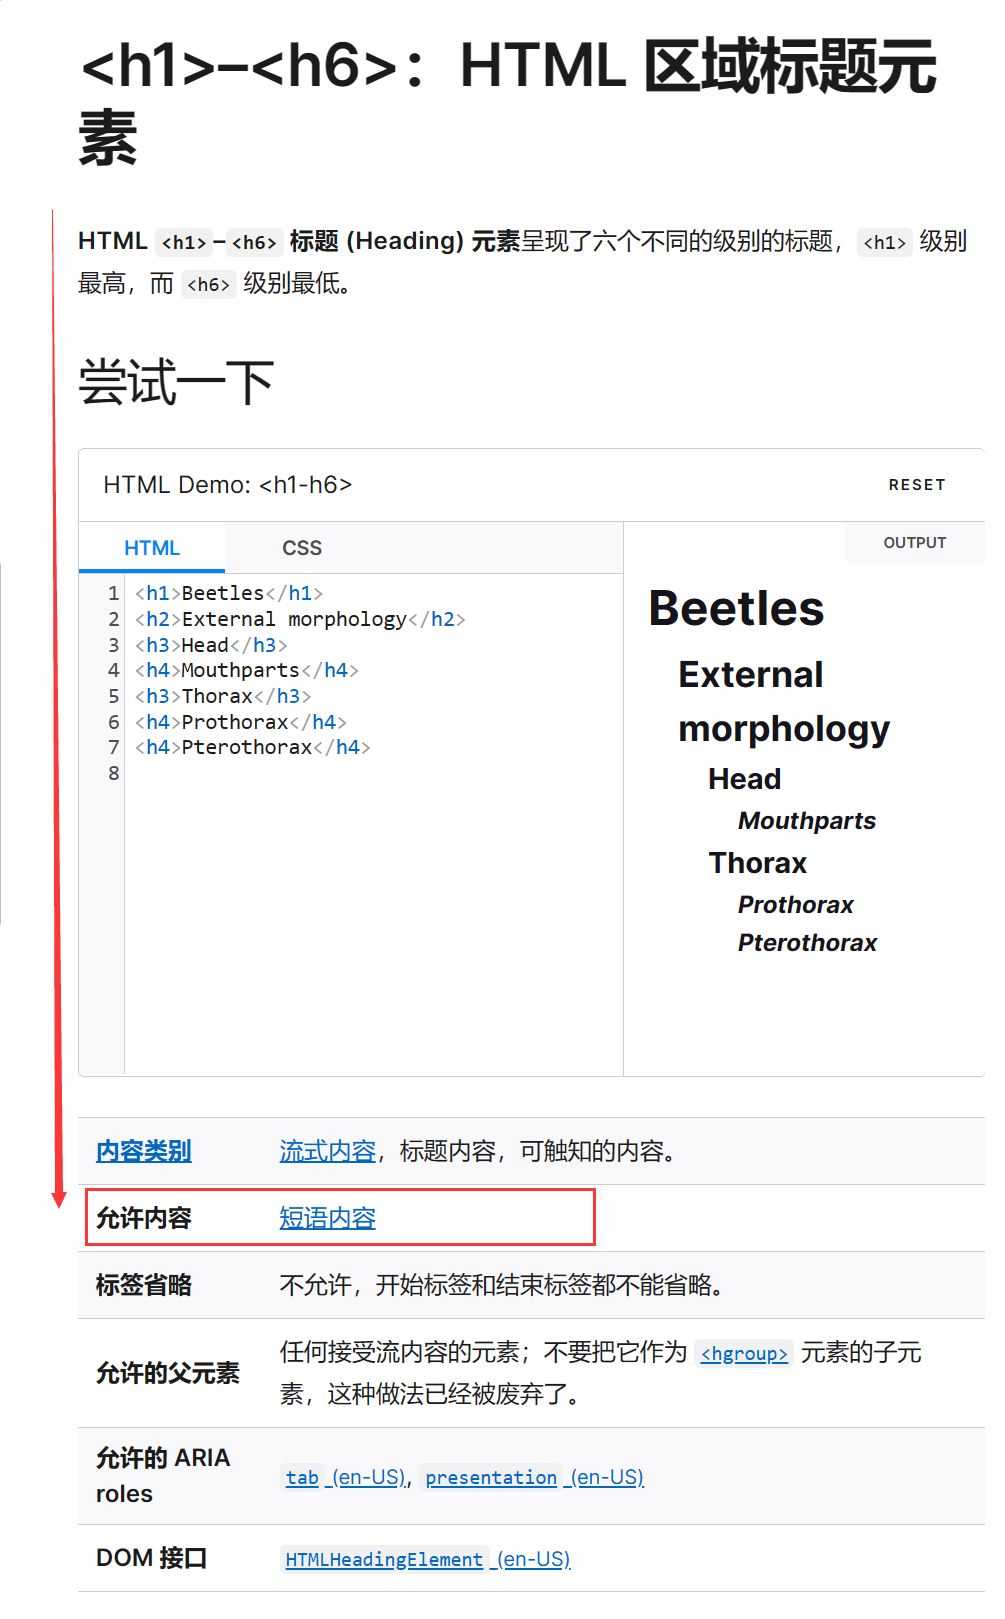 <h1>–<h6>：HTML 区域标题元
素
HTML <h1>–<h6> 标题 (Heading) 元素呈现了六个不同的级别的标题，<h1> 级别
最高，而 <h6> 级别最低。
尝试一下
HTML Demo: <h1-h6>
RESET
HTML CSS
OUTPUT
1 <h1>Beetles</h1>
2 <h2>External morphology</h2>
3 <h3>Head</h3>
4 <h4>Mouthparts</h4>
5 <h3>Thorax</h3>
6 <h4>Prothorax</h4>
7 <h4>Pterothorax</h4>
8
Beetles
External
morphology
Head
Mouthparts
Thorax
Prothorax
Pterothorax
内容类别 流式内容，标题内容，可触知的内容。
允许内容 短语内容
标签省略 不允许，开始标签和结束标签都不能省略。
允许的父元素 任何接受流内容的元素；不要把它作为 <hgroup> 元素的子元
素，这种做法已经被废弃了。
允许的 ARIA
roles
tab (en-US), presentation (en-US)
DOM 接口 HTMLHeadingElement (en-US)